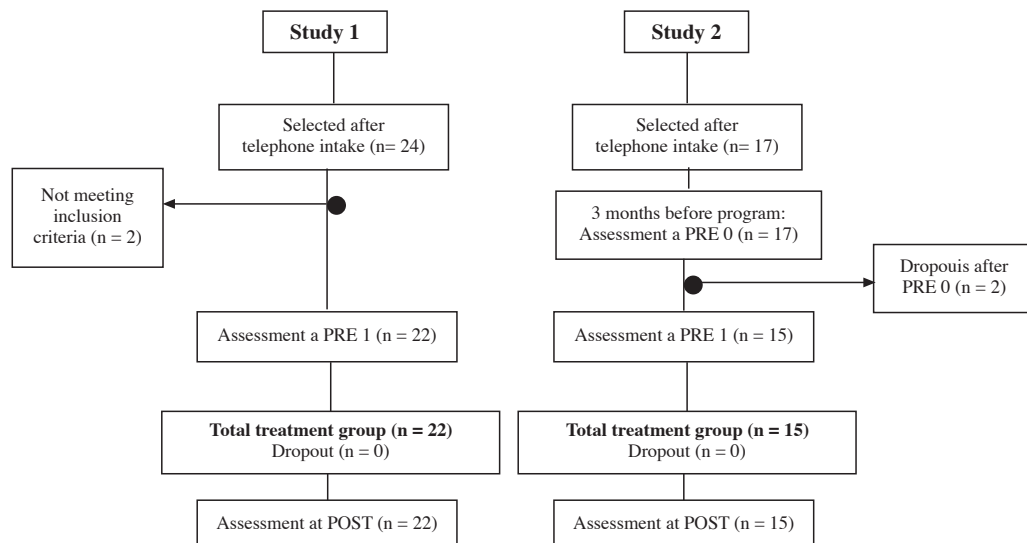 Study 1
Selected after
telephone intake (n= 24)
Not meeting
inclusion
criteria (n = 2)
Assessment a PRE 1 (n = 22)
Total treatment group (n = 22)
Dropout (n = 0)
Assessment at POST (n = 22)
Study 2
Selected after
telephone intake (n= 17)
3 months before program:
Assessment a PRE 0 (n = 17)
Dropouis after
PRE 0 (n = 2)
Assessment a PRE 1 (n = 15)
Total treatment group (n = 15)
Dropout (n = 0)
Assessment at POST (n = 15)